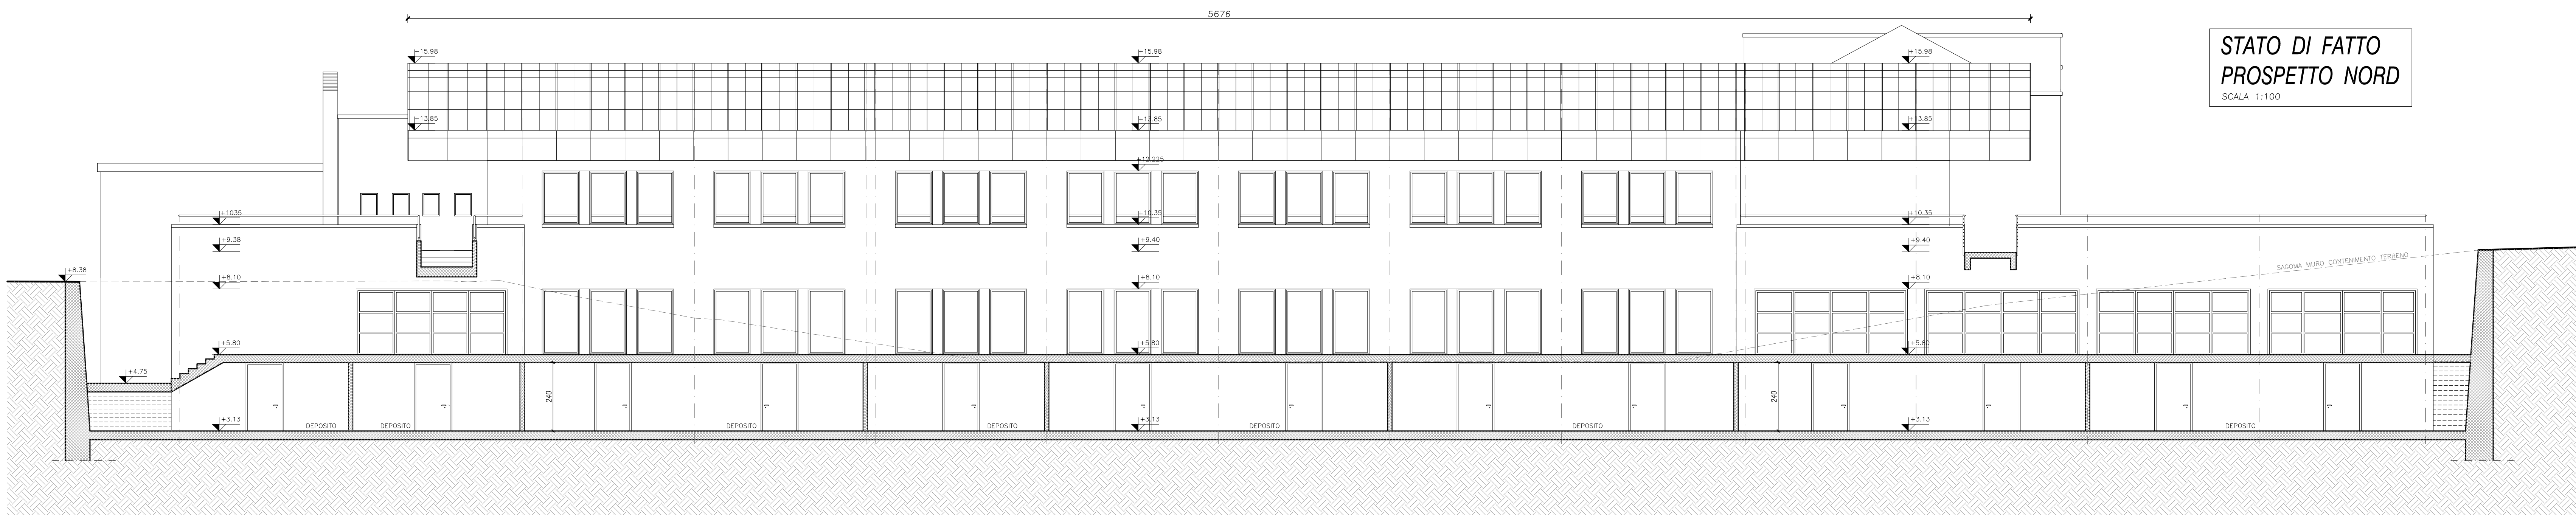 5676
STATO DI FATTO
PROSPETTO NORD
SCALA 1:100
+15.98
+15.98
+15.98
+13.85
+13.85
+13.85
+12.225
+10.35
+10.35
+10.35
+9.38
+9.40
+9.40
SAGOMA MURO CONTENIMENTO TERRENO
+8.38
+8.10
+8.10
+8.10
+5.80
+5.80
+5.80
+4.75
240
240
+3.13
+3.13
+3.13
DEPOSITO
DEPOSITO
DEPOSITO
DEPOSITO
DEPOSITO
DEPOSITO
DEPOSITO